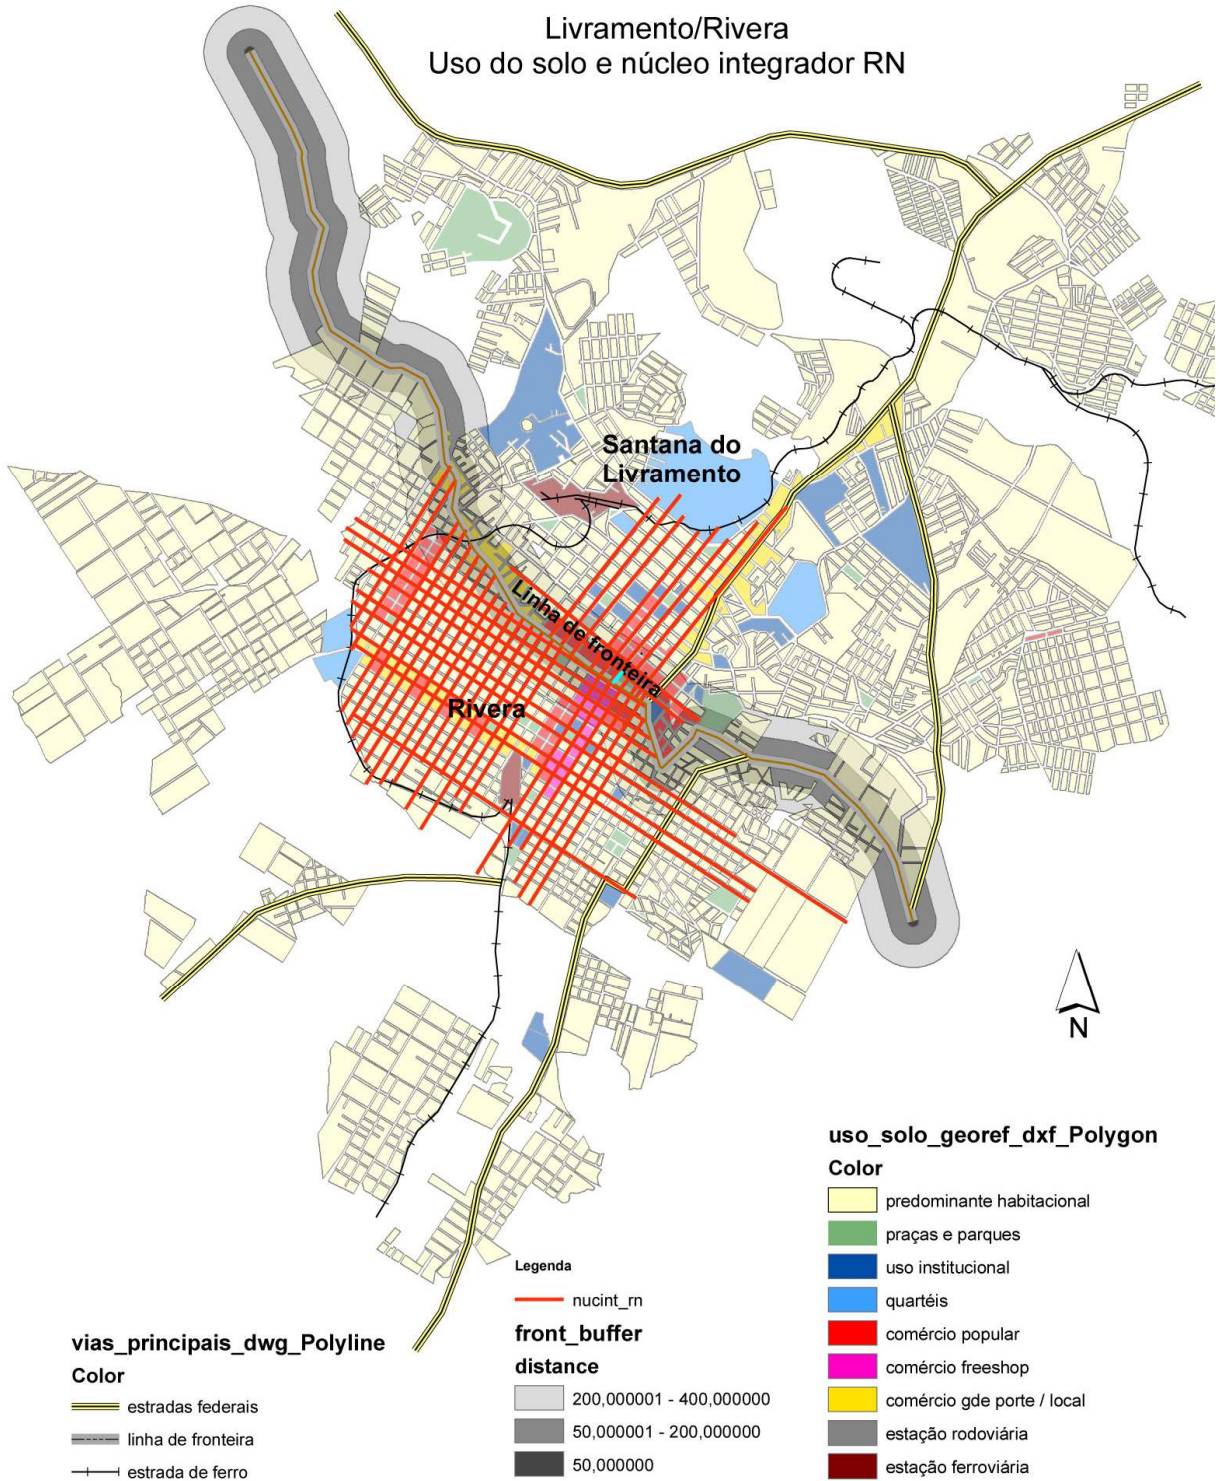 Livramento/Rivera
Uso do solo e núcleo integrador RN
Santana do
Livramento
Linha de fronteira
Rivera
N
vias_principais_dwg_Polyline
Color
estradas federais
linha de fronteira
estrada de ferro
Legenda
nucint_rn
front_buffer
distance
200,000001 - 400,000000
50,000001 - 200,000000
50,000000
uso_solo_georef_dxf_Polygon
Color
predominante habitacional
praças e parques
uso institucional
quartéis
comércio popular
comércio freeshop
comércio gde porte / local
estação rodoviária
estação ferroviária